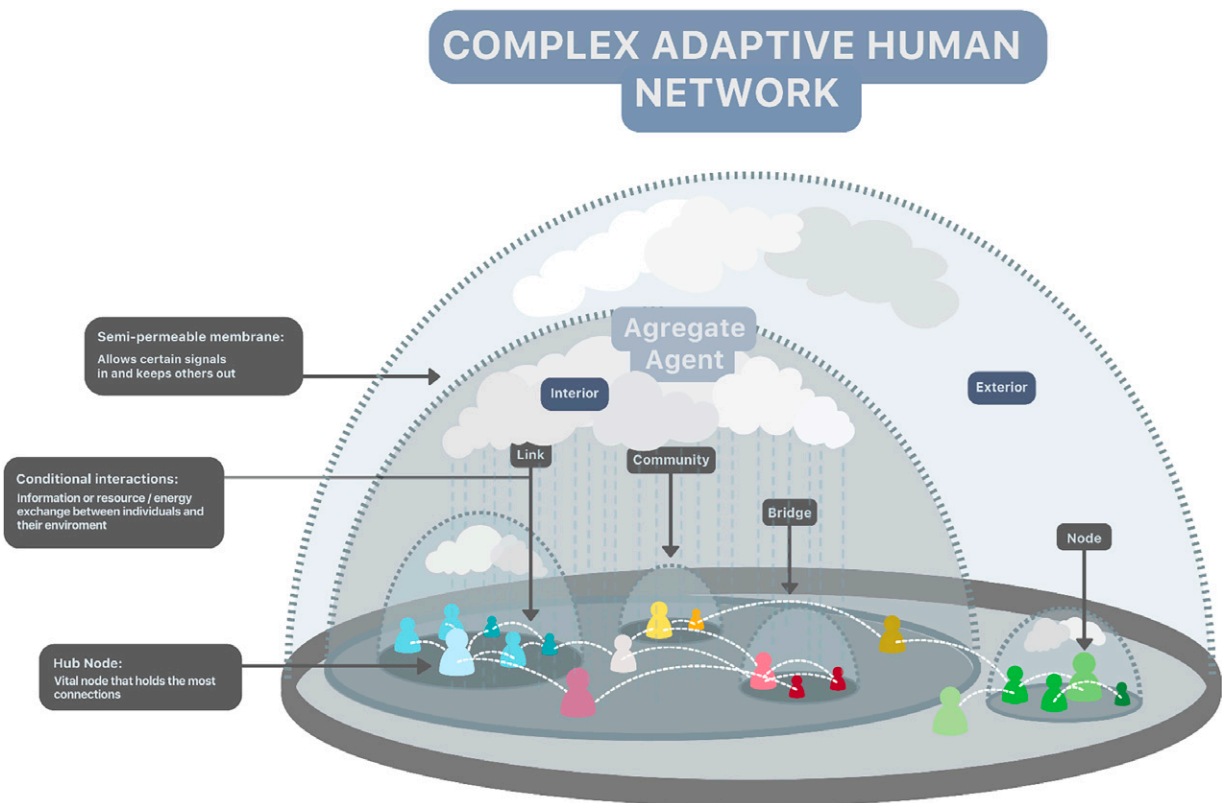 COMPLEX ADAPTIVE HUMAN
NETWORK
Agregate
Agent
Semi-permeable membrane:
Allows certain signals
in and keeps others out
Interior
Exterior
Link
Community
Conditional interactions:
Information or resource / energy
exchange between individuals and
their enviroment
Bridge
Node
Hub Node:
Vital node that holds the most
connections